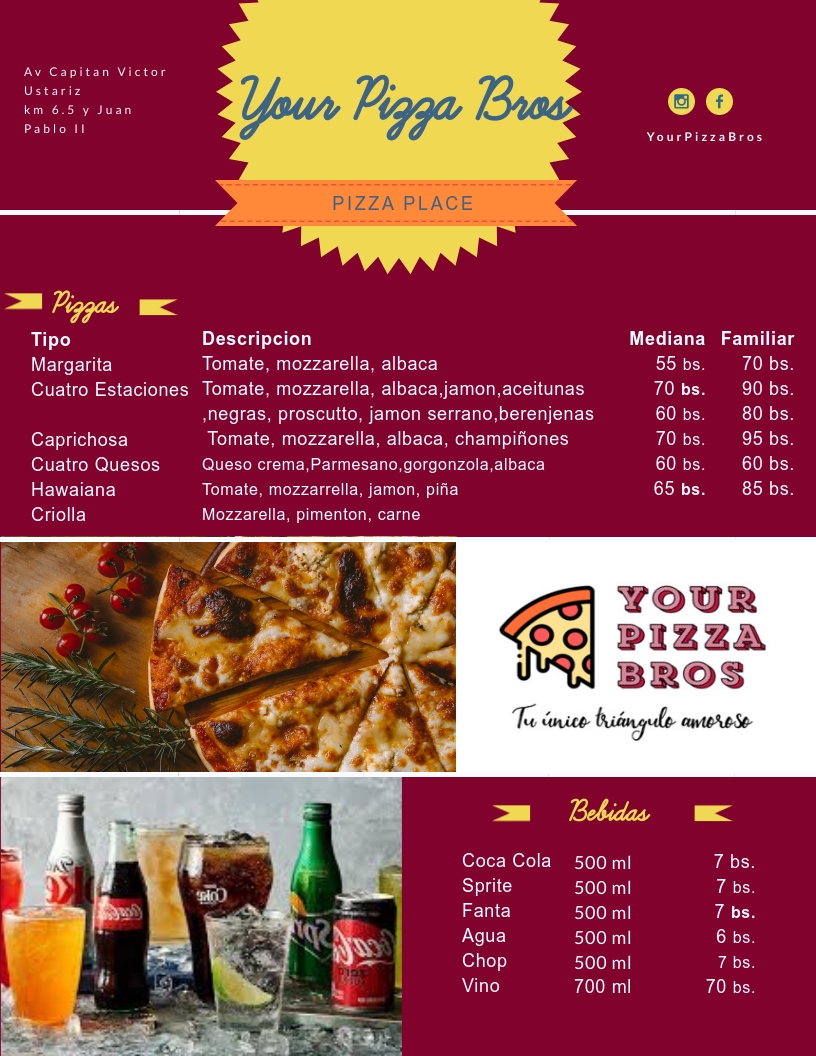 Av Capitan Victor
Ustariz
km 6.5 y Juan
Pablo II
Your Pizza Bros
PIZZA PLACE
YourPizzaBros
Pizzas
Tipo Descripcion Mediana Familiar
Margarita Tomate, mozzarella, albaca 55 bs. 70 bs.
Cuatro Estaciones Tomate, mozzarella, albaca,jamon,aceitunas 70 bs. 90 bs.
,negras, proscutto, jamon serrano,berenjenas 60 bs. 80 bs.
Caprichosa Tomate, mozzarella, albaca, champiñones 70 bs. 95 bs.
Cuatro Quesos Queso crema,Parmesano,gorgonzola,albaca 60 bs. 60 bs.
Hawaiana Tomate, mozzarrella, jamon, piña 65 bs. 85 bs.
Criolla Mozzarella, pimenton, carne
YOUR
PIZZA
BROS
Tu único triángulo amoroso
Bebidas
Coca Cola 500 ml 7 bs.
Sprite 500 ml 7 bs.
Fanta 500 ml 7 bs.
Agua 500 ml 6 bs.
Chop 500 ml 7 bs.
Vino 700 ml 70 bs.